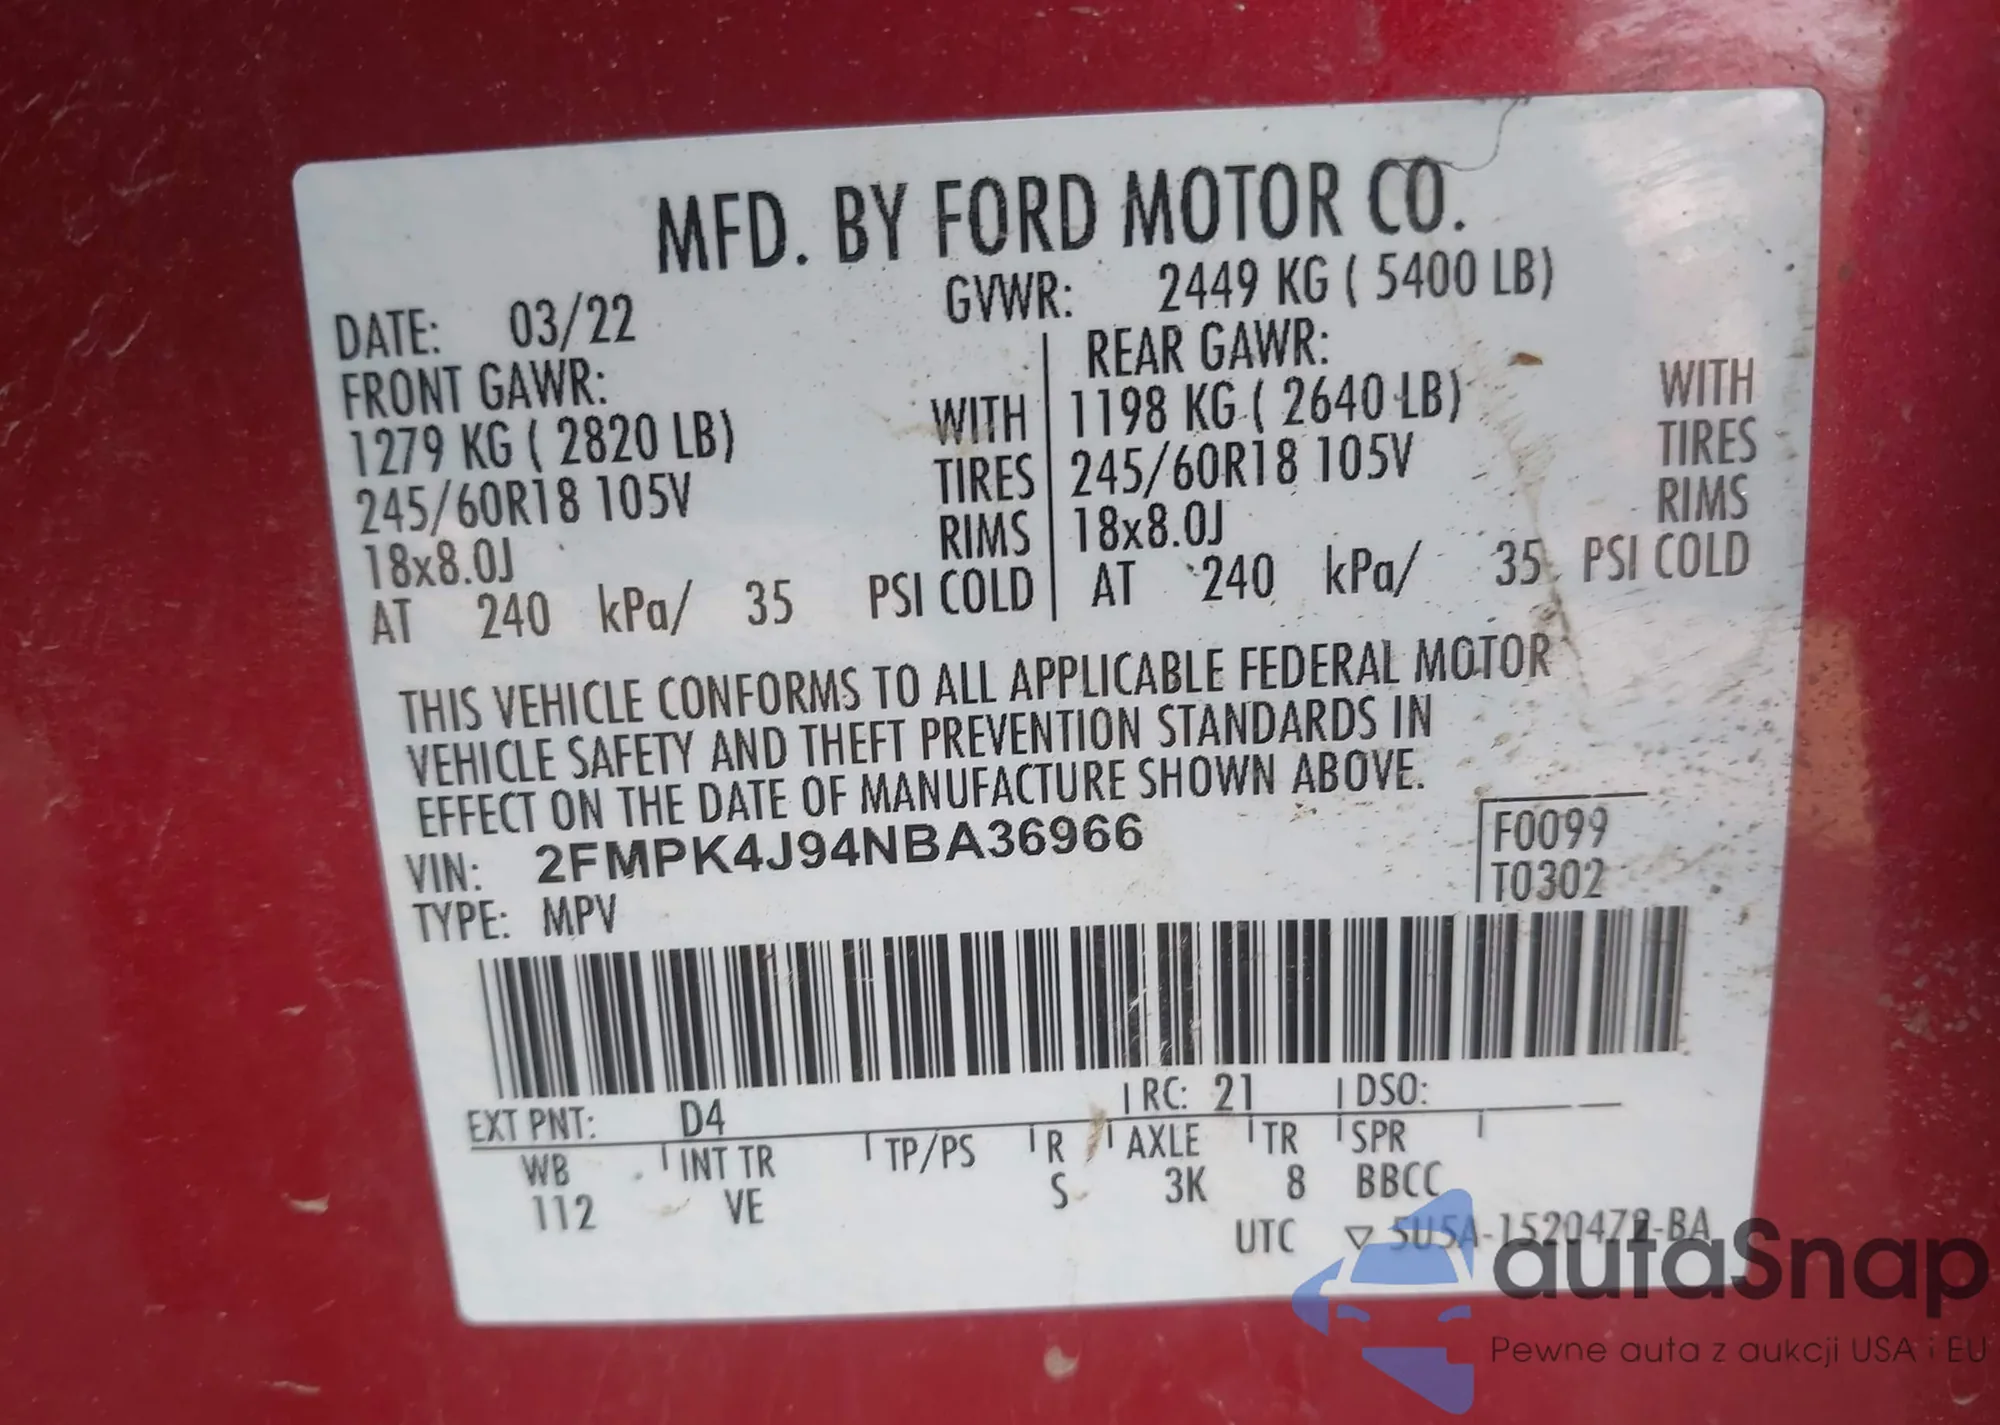 MFD. BY FORD MOTOR CO.
DATE: 03/22 GVWR: 2449 KG ( 5400 LB)
FRONT GAWR: REAR GAWR:
1279 KG ( 2820 LB) WITH 1198 KG ( 2640 LB) WITH
245/60R18 105V TIRES 245/60R18 105V TIRES
18x8.0J RIMS 18x8.0J RIMS
AT 240 kPa/ 35 PSI COLD AT 240 kPa/ 35 PSI COLD
THIS VEHICLE CONFORMS TO ALL APPLICABLE FEDERAL MOTOR
VEHICLE SAFETY AND THEFT PREVENTION STANDARDS IN
EFFECT ON THE DATE OF MANUFACTURE SHOWN ABOVE.
VIN: 2FMPK4J94NBA36966 F0099
TYPE: MPV T0302
EXT PNT: D4 RC: 21 DSO:
WB INT TR TP/PS R AXLE TR SPR
112 VE S 3K 8 BBCC
UTC ▽ 5U5A-1520472-BA
autaSnap
Pewne auta z aukcji USA i EU